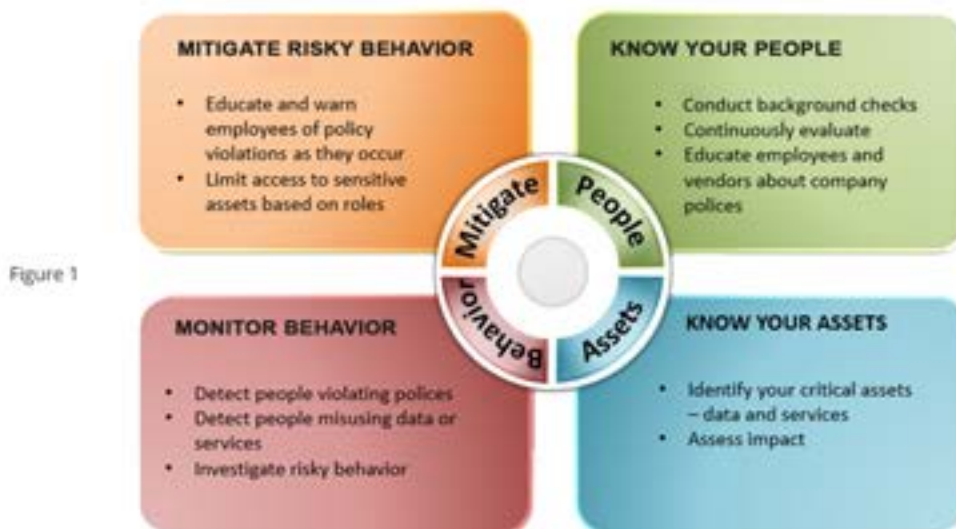 MITIGATE RISKY BEHAVIOR
• Educate and warn
employees of policy
violations as they occur
• Limit access to sensitive
assets based on roles
KNOW YOUR PEOPLE
• Conduct background checks
• Continuously evaluate
• Educate employees and
vendors about company
polices
Mitigate
People
Behavior
Assets
Figure 1
MONITOR BEHAVIOR
• Detect people violating polices
• Detect people misusing data or
services
• Investigate risky behavior
KNOW YOUR ASSETS
• Identify your critical assets
– data and services
• Assess impact